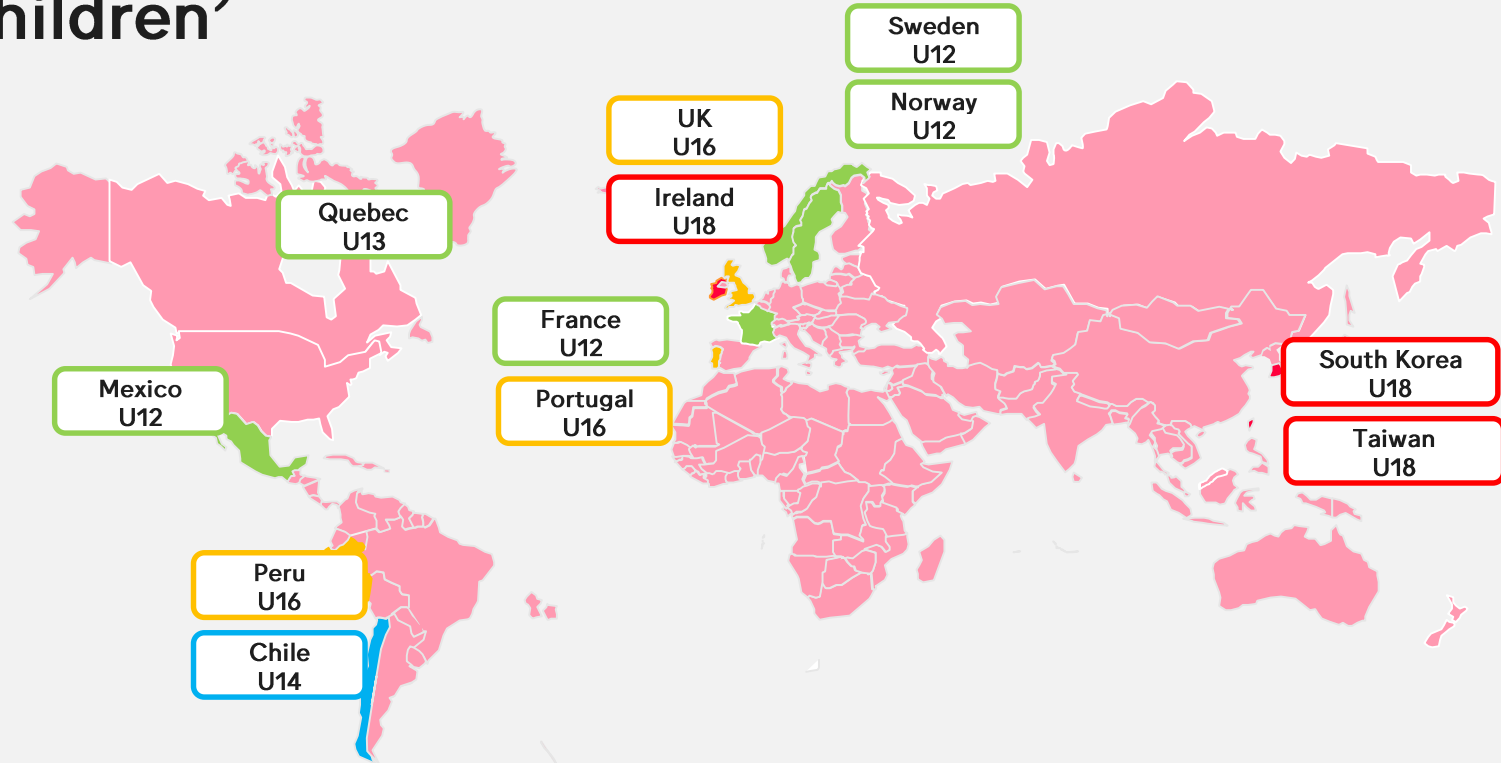 hildren’
Sweden
U12
Norway
U12
UK
U16
Ireland
U18
Quebec
U13
France
U12
Portugal
U16
Mexico
U12
South Korea
U18
Taiwan
U18
Peru
U16
Chile
U14